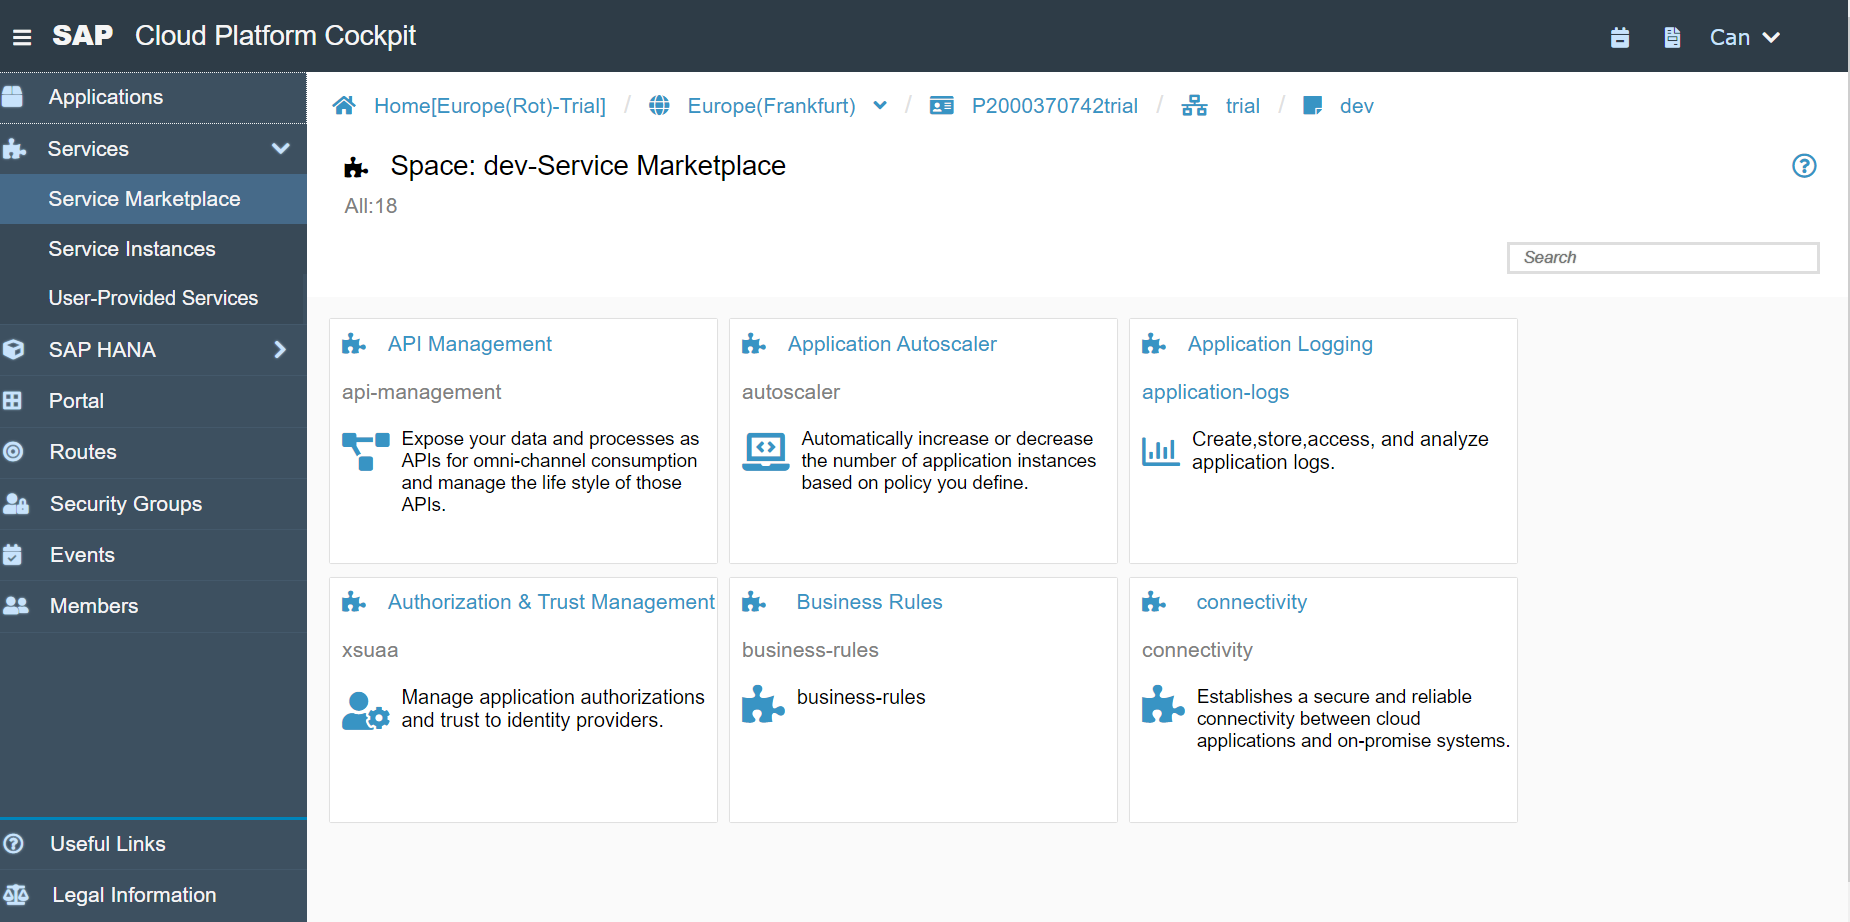 SAP Cloud Platform Cockpit
Can
Applications
Services
Service Marketplace
Service Instances
User-Provided Services
SAP HANA
Portal
Routes
Security Groups
Events
Members
Useful Links
Legal Information
Home[Europe(Rot)-Trial] / Europe(Frankfurt) / P2000370742trial / trial / dev
Space: dev-Service Marketplace
All:18
Search
API Management
api-management
Expose your data and processes as
APIs for omni-channel consumption
and manage the life style of those
APIs.
Application Autoscaler
autoscaler
Automatically increase or decrease
the number of application instances
based on policy you define.
Application Logging
application-logs
Create,store,access, and analyze
application logs.
Authorization & Trust Management
xsuaa
Manage application authorizations
and trust to identity providers.
Business Rules
business-rules
business-rules
connectivity
connectivity
Establishes a secure and reliable
connectivity between cloud
applications and on-promise systems.